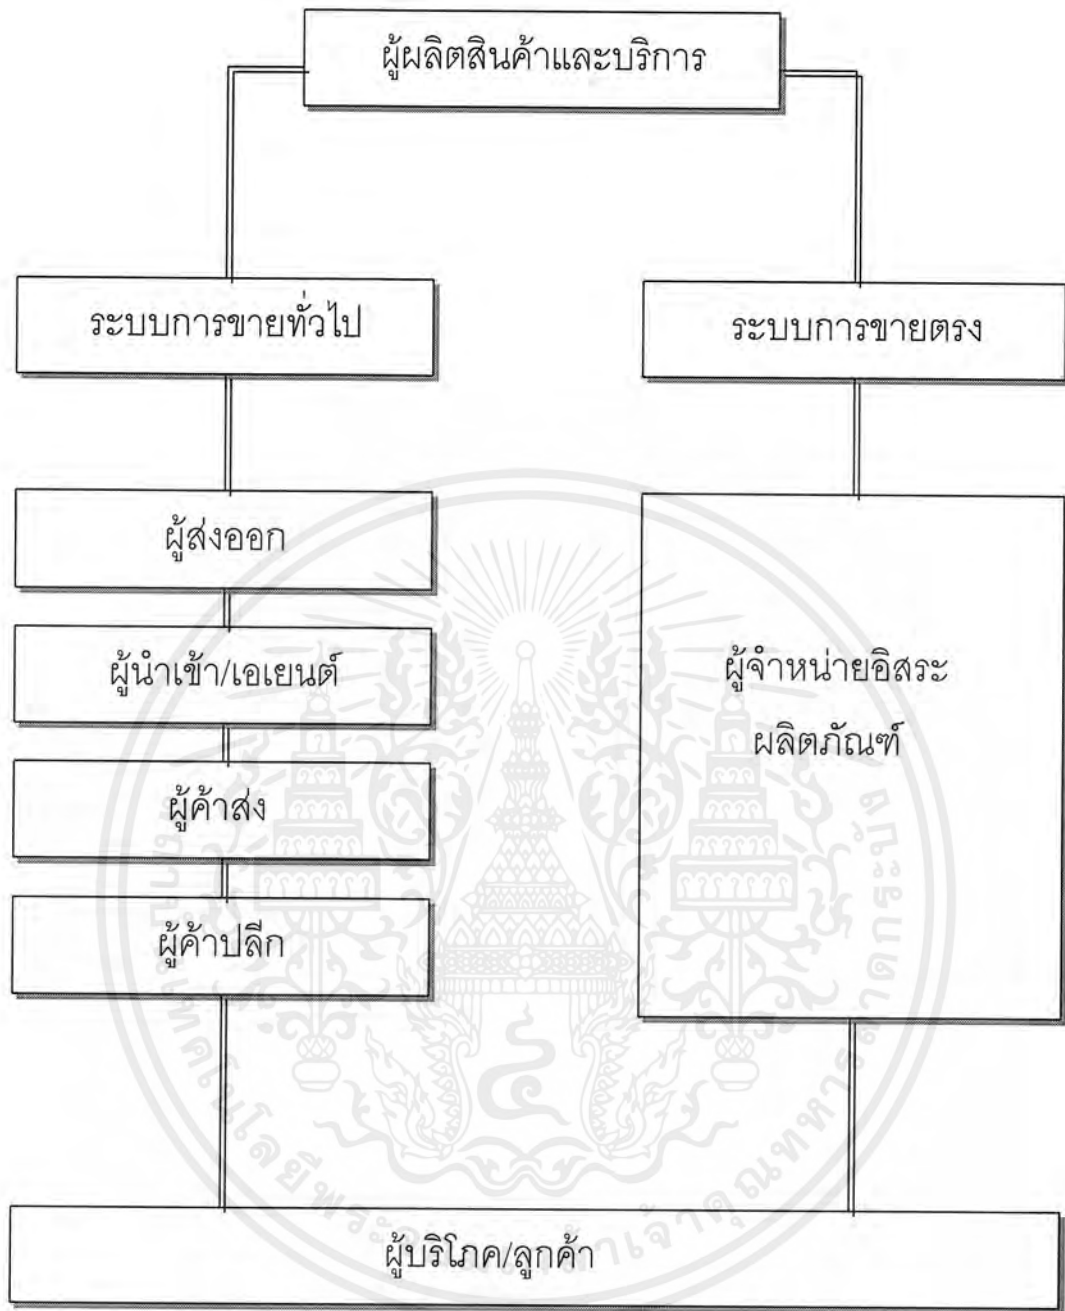 ผู้ผลิตสินค้าและบริการ
ระบบการขายทั่วไป
ระบบการขายตรง
ผู้ส่งออก
ผู้นำเข้า/เอเยนต์
ผู้ค้าส่ง
ผู้ค้าปลีก
ผู้จำหน่ายอิสระ
ผลิตภัณฑ์
ผู้บริโภค/ลูกค้า